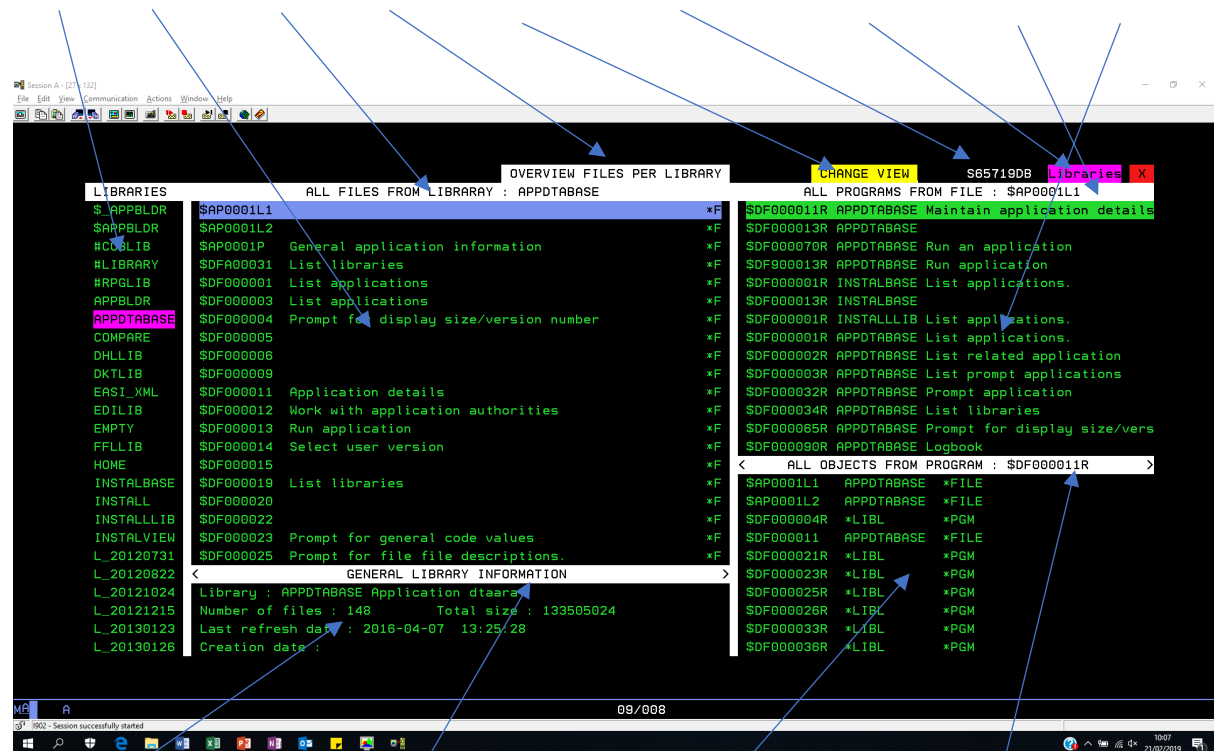 Session A - [27 x 132]
File Edit View Communication Actions Window Help
OVERVIEW FILES PER LIBRARY CHANGE VIEW S65719DB Libraries X
LIBRARIES ALL FILES FROM LIBRARAY : APPDTABASE ALL PROGRAMS FROM FILE : $AP0001L1
$_APPBLDR $AP0001L1 *F $DF000011R APPDTABASE Maintain application details
$APPBLDR $AP0001L2 *F $DF000013R APPDTABASE
#COBLIB $AP0001P General application information *F $DF000070R APPDTABASE Run an application
#LIBRARY $DFA00031 List libraries *F $DF900013R APPDTABASE Run application
#RPGLIB $DF000001 List applications *F $DF000001R INSTALBASE List applications.
APPBLDR $DF000003 List applications *F $DF000013R INSTALBASE
APPDTABASE $DF000004 Prompt for display size/version number *F $DF000001R INSTALLLIB List applications.
COMPARE $DF000005 *F $DF000001R APPDTABASE List applications.
DHLLIB $DF000006 *F $DF000002R APPDTABASE List related application
DKTLIB $DF000009 *F $DF000003R APPDTABASE List prompt applications
EASI_XML $DF000011 Application details *F $DF000032R APPDTABASE Prompt application
EDILIB $DF000012 Work with application authorities *F $DF000034R APPDTABASE List libraries
EMPTY $DF000013 Run application *F $DF000065R APPDTABASE Prompt for display size/vers
FFLLIB $DF000014 Select user version *F $DF000090R APPDTABASE Logbook
HOME $DF000015 *F < ALL OBJECTS FROM PROGRAM : $DF000011R >
INSTALBASE $DF000019 List libraries *F $AP0001L1 APPDTABASE *FILE
INSTALL $DF000020 *F $AP0001L2 APPDTABASE *FILE
INSTALLLIB $DF000022 *F $DF000004R *LIBL *PGM
INSTALVIEW $DF000023 Prompt for general code values *F $DF000011 APPDTABASE *FILE
L_20120731 $DF000025 Prompt for file file descriptions. *F $DF000021R *LIBL *PGM
L_20120822 < GENERAL LIBRARY INFORMATION > $DF000023R *LIBL *PGM
L_20121024 Library : APPDTABASE Application dtaara $DF000025R *LIBL *PGM
L_20121215 Number of files : 148 Total size : 133505024 $DF000026R *LIBL *PGM
L_20130123 Last refresh date : 2016-04-07 13:25:28 $DF000033R *LIBL *PGM
L_20130126 Creation date : $DF000036R *LIBL *PGM
MA A 09/008
I902 - Session successfully started
10:07
21/02/2019